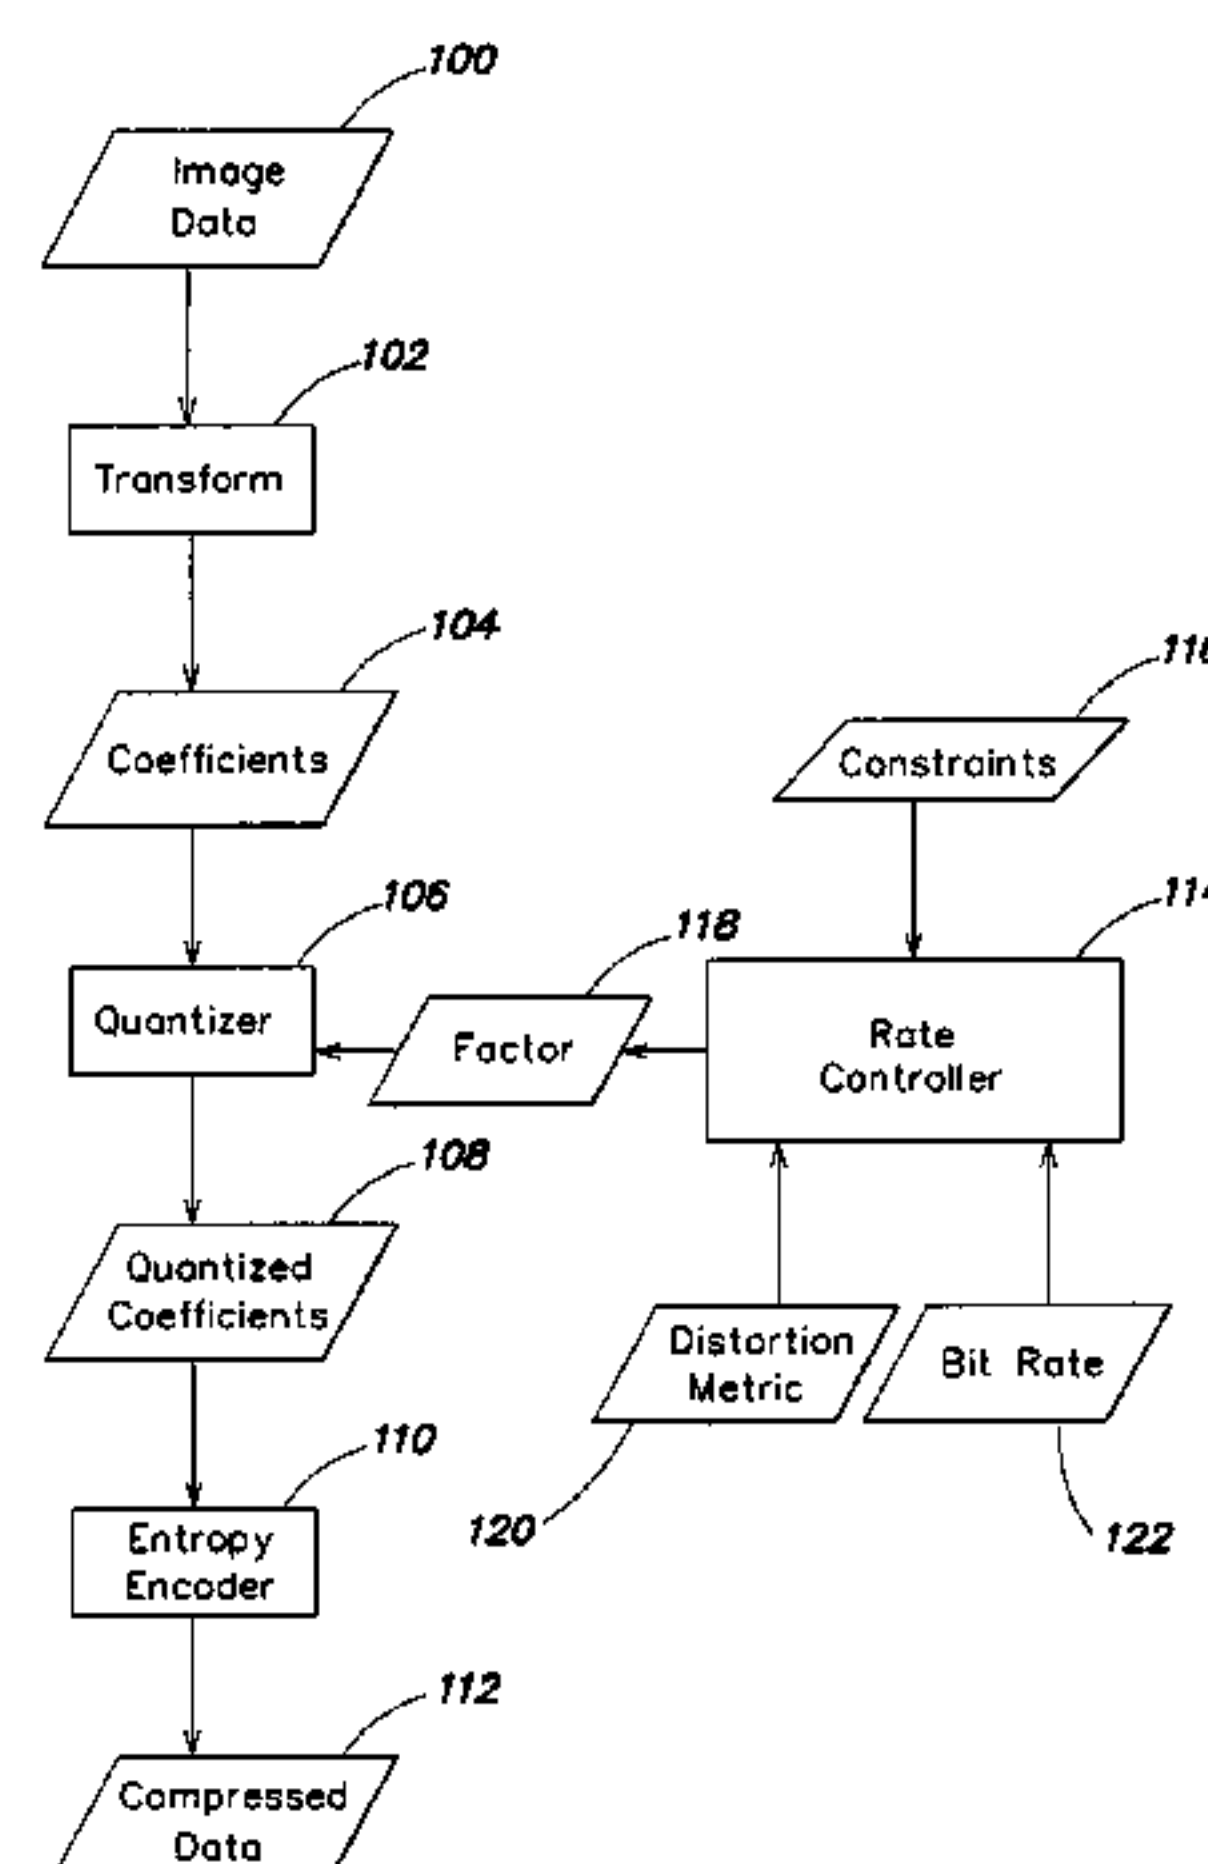 100
Image
Data
102
Transform
104
Coefficients
116
Constraints
106
114
118
Quantizer
Factor
Rate
Controller
108
Quantized
Coefficients
Distortion
Metric
Bit Rate
110
120
122
Entropy
Encoder
112
Compressed
Data